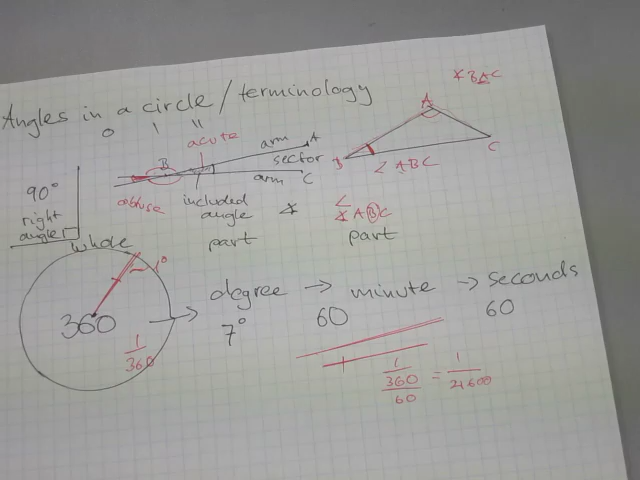 Angles in a circle / terminology
o ' "
acute
arm A
B
sector
arm C
obtuse
included angle
∡
part
∠
∡ABC
part
∡BAC
A
B
C
∠ABC
90°
right
angle
whole
360
1°
1/360
degree → minute → seconds
7° 60 60
1/360/60 = 1/21600